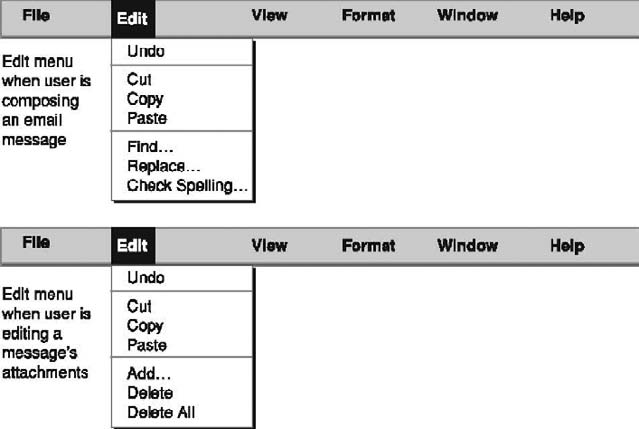 File Edit View Format Window Help
Edit menu
when user is
composing
an email
message
Undo
Cut
Copy
Paste
Find...
Replace...
Check Spelling...
File Edit View Format Window Help
Edit menu
when user is
editing a
message's
attachments
Undo
Cut
Copy
Paste
Add...
Delete
Delete All